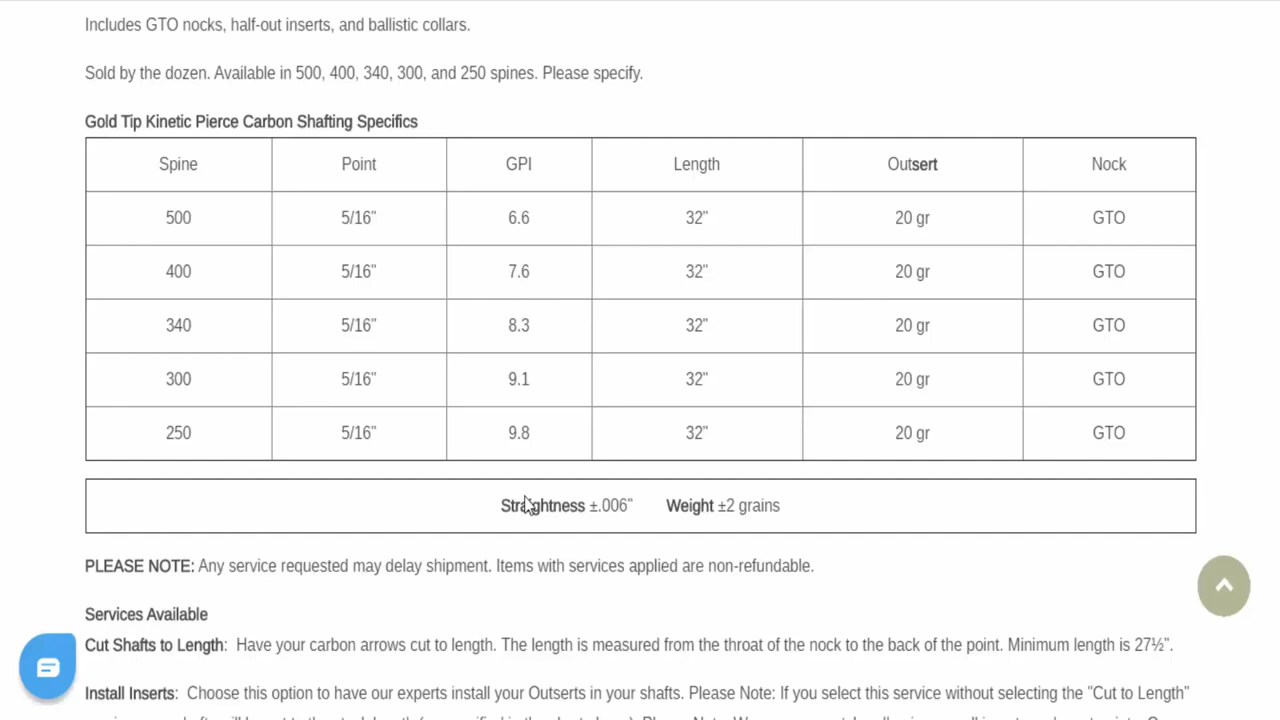 Includes GTO nocks, half-out inserts, and ballistic collars.
Sold by the dozen. Available in 500, 400, 340, 300, and 250 spines. Please specify.
Gold Tip Kinetic Pierce Carbon Shafting Specifics
Spine Point GPI Length Outsert Nock
500 5/16" 6.6 32" 20 gr GTO
400 5/16" 7.6 32" 20 gr GTO
340 5/16" 8.3 32" 20 gr GTO
300 5/16" 9.1 32" 20 gr GTO
250 5/16" 9.8 32" 20 gr GTO
Straightness ±.006" Weight ±2 grains
PLEASE NOTE: Any service requested may delay shipment. Items with services applied are non-refundable.
Services Available
Cut Shafts to Length: Have your carbon arrows cut to length. The length is measured from the throat of the nock to the back of the point. Minimum length is 27½".
Install Inserts: Choose this option to have our experts install your Outserts in your shafts. Please Note: If you select this service without selecting the "Cut to Length"